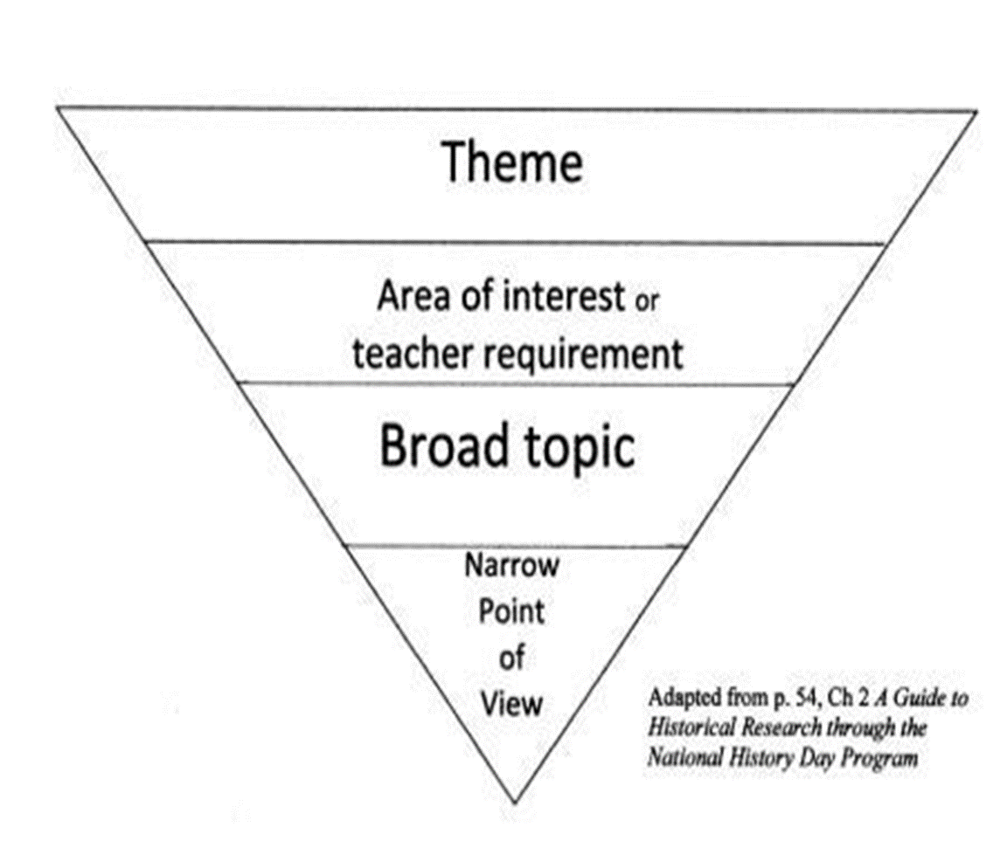 Theme
Area of interest or
teacher requirement
Broad topic
Narrow
Point
of
View
Adapted from p. 54, Ch 2 A Guide to
Historical Research through the
National History Day Program